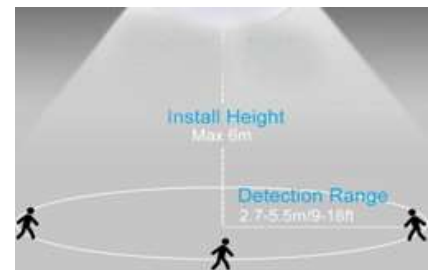 Install Height
Max 6m
Detection Range
2.7-5.5m/9-18ft